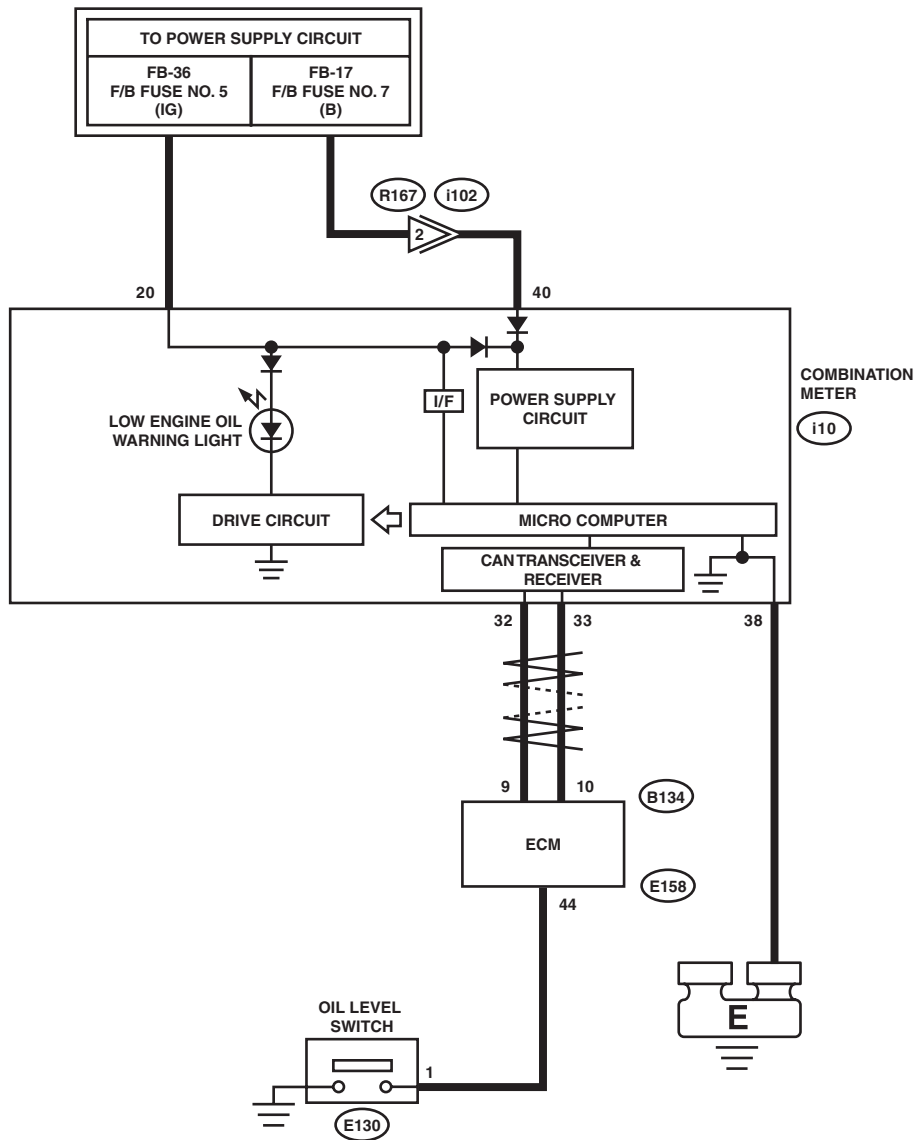 TO POWER SUPPLY CIRCUIT
FB-36
F/B FUSE NO. 5
(IG)
FB-17
F/B FUSE NO. 7
(B)
R167
i102
2
20
40
COMBINATION
METER
i10
LOW ENGINE OIL
WARNING LIGHT
I/F
POWER SUPPLY
CIRCUIT
DRIVE CIRCUIT
MICRO COMPUTER
CAN TRANSCEIVER &
RECEIVER
32
33
38
9
10
B134
ECM
E158
44
OIL LEVEL
SWITCH
1
E130
E